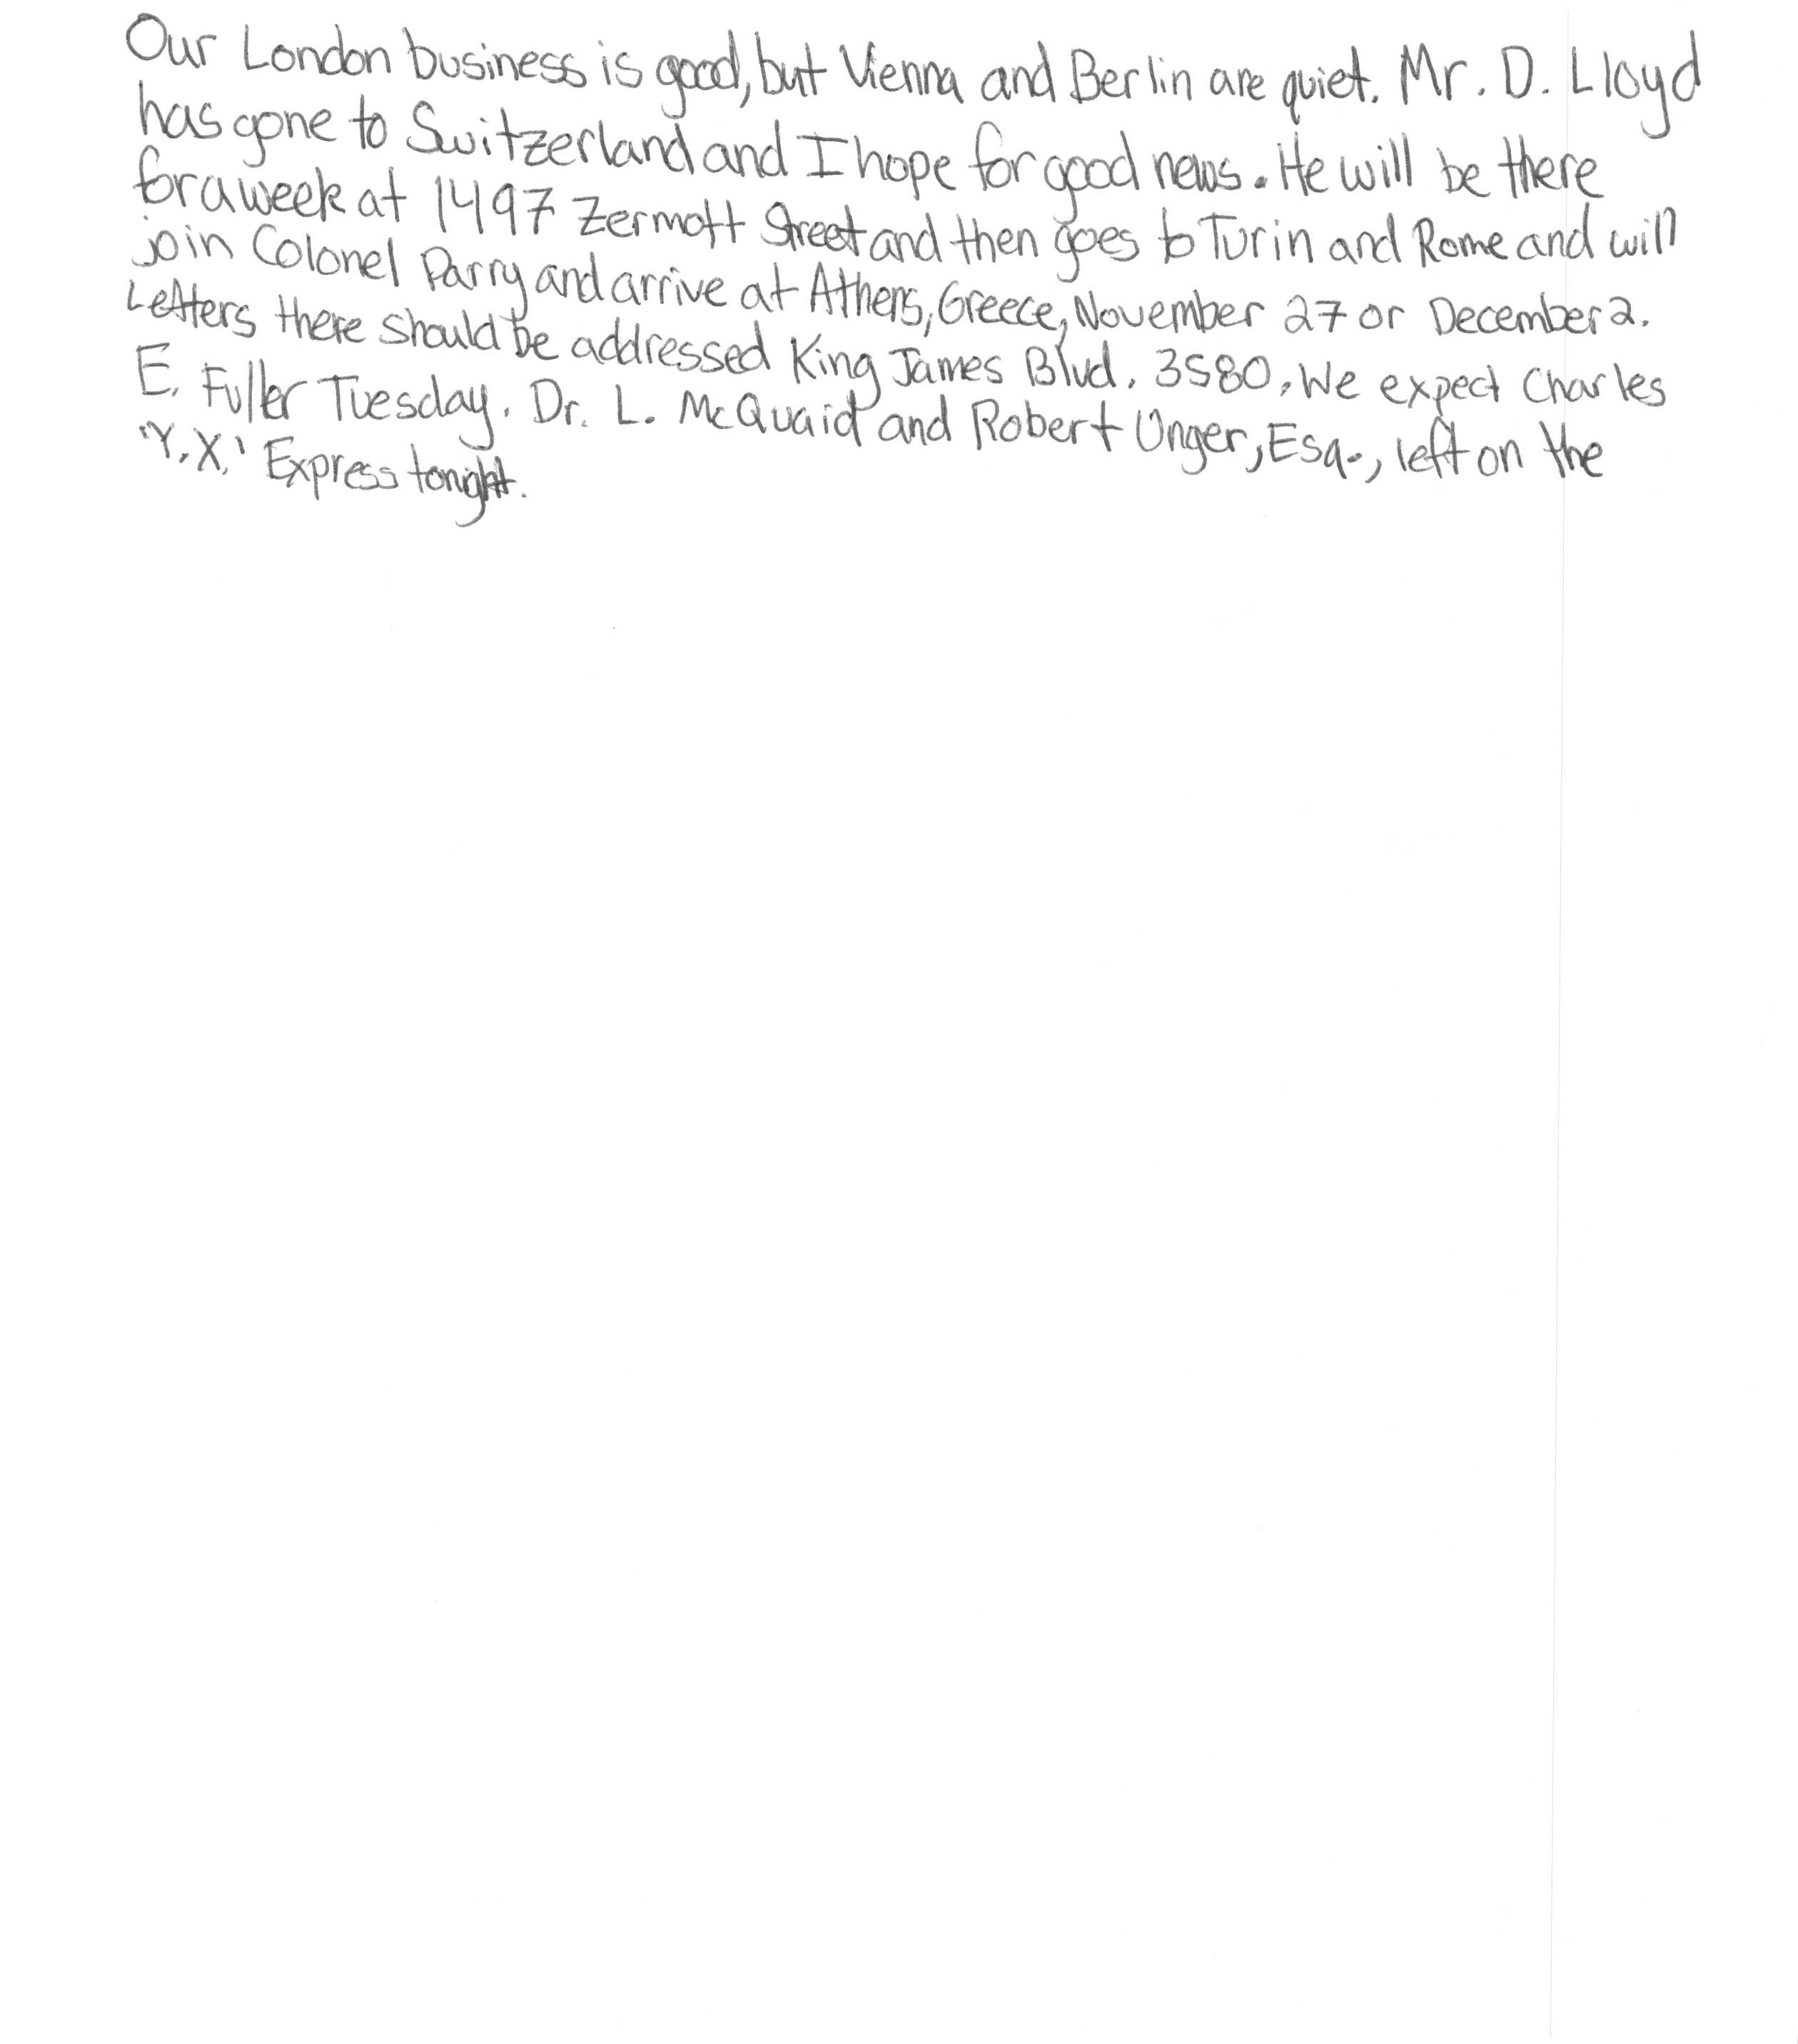 Our London business is good, but Vienna and Berlin are quiet. Mr. D. Lloyd
has gone to Switzerland and I hope for good news. He will be there
for a week at 1497 Zermott Street and then goes to Turin and Rome and will
join Colonel Parry and arrive at Athens, Greece, November 27 or December 2.
Letters there should be addressed King James Blvd. 3580. We expect Charles
E. Fuller Tuesday. Dr. L. McQuaid and Robert Unger, Esq., left on the
'Y.X.' Express tonight.